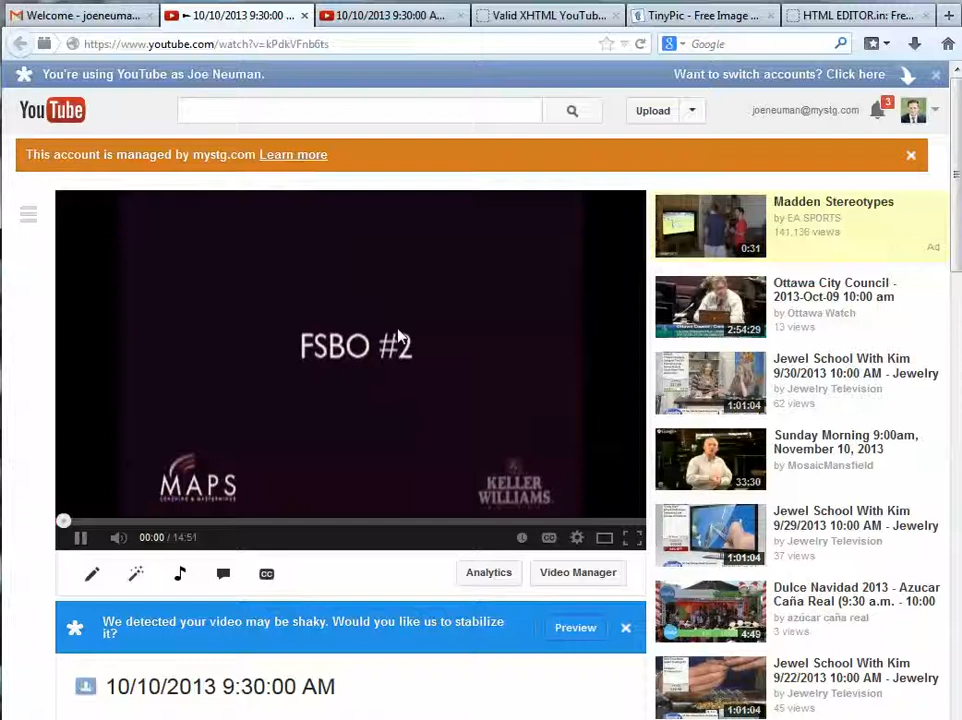 Welcome - joeneuman...
10/10/2013 9:30:00 ...
10/10/2013 9:30:00 A...
Valid XHTML YouTub...
TinyPic - Free Image ...
HTML EDITOR.in: Fre...
https://www.youtube.com/watch?v=kPdkVFnb6ts
Google
You're using YouTube as Joe Neuman.
Want to switch accounts? Click here
YouTube
Upload
joeneuman@mystg.com
3
This account is managed by mystg.com Learn more
FSBO #2
MAPS
COACHING & MASTERMINDS
KELLER
WILLIAMS.
00:00 / 14:51
CC
CC
Analytics
Video Manager
We detected your video may be shaky. Would you like us to stabilize
it?
Preview
10/10/2013 9:30:00 AM
Madden Stereotypes
by EA SPORTS
141,136 views
Ad
0:31
Ottawa City Council -
2013-Oct-09 10:00 am
by Ottawa Watch
13 views
2:54:29
Jewel School With Kim
9/30/2013 10:00 AM - Jewelry
by Jewelry Television
62 views
1:01:04
Sunday Morning 9:00am,
November 10, 2013
by MosaicMansfield
33:30
Jewel School With Kim
9/29/2013 10:00 AM - Jewelry
by Jewelry Television
37 views
1:01:04
Dulce Navidad 2013 - Azucar
Caña Real (9:30 a.m. - 10:00
by azúcar caña real
3 views
4:49
Jewel School With Kim
9/22/2013 10:00 AM - Jewelry
by Jewelry Television
45 views
1:01:04